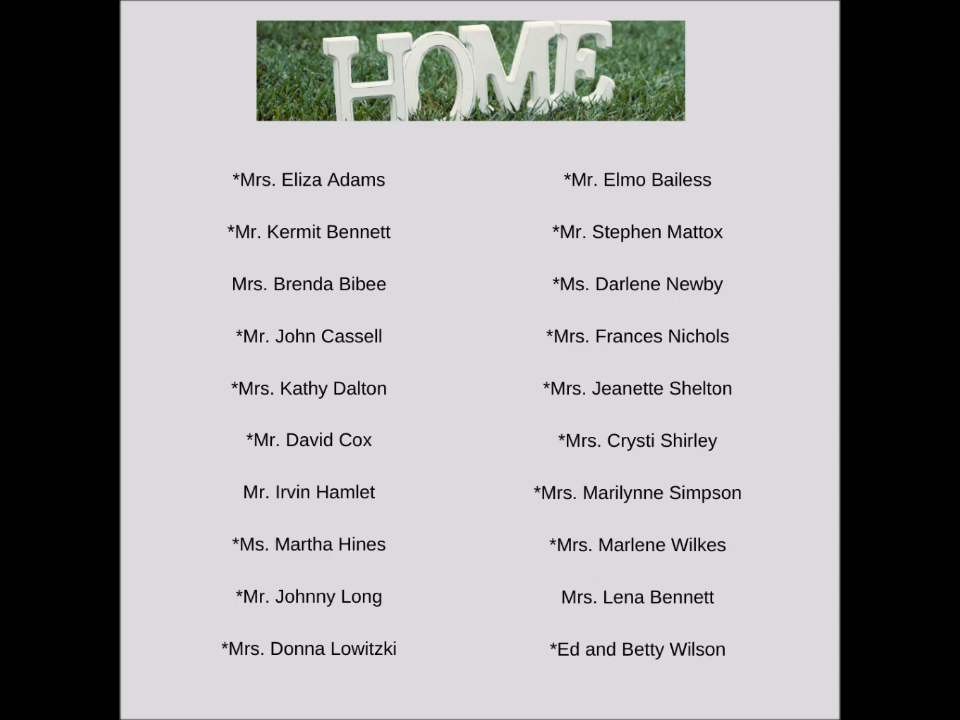 HOME
*Mrs. Eliza Adams
*Mr. Kermit Bennett
Mrs. Brenda Bibee
*Mr. John Cassell
*Mrs. Kathy Dalton
*Mr. David Cox
Mr. Irvin Hamlet
*Ms. Martha Hines
*Mr. Johnny Long
*Mrs. Donna Lowitzki
*Mr. Elmo Bailess
*Mr. Stephen Mattox
*Ms. Darlene Newby
*Mrs. Frances Nichols
*Mrs. Jeanette Shelton
*Mrs. Crysti Shirley
*Mrs. Marilynne Simpson
*Mrs. Marlene Wilkes
Mrs. Lena Bennett
*Ed and Betty Wilson